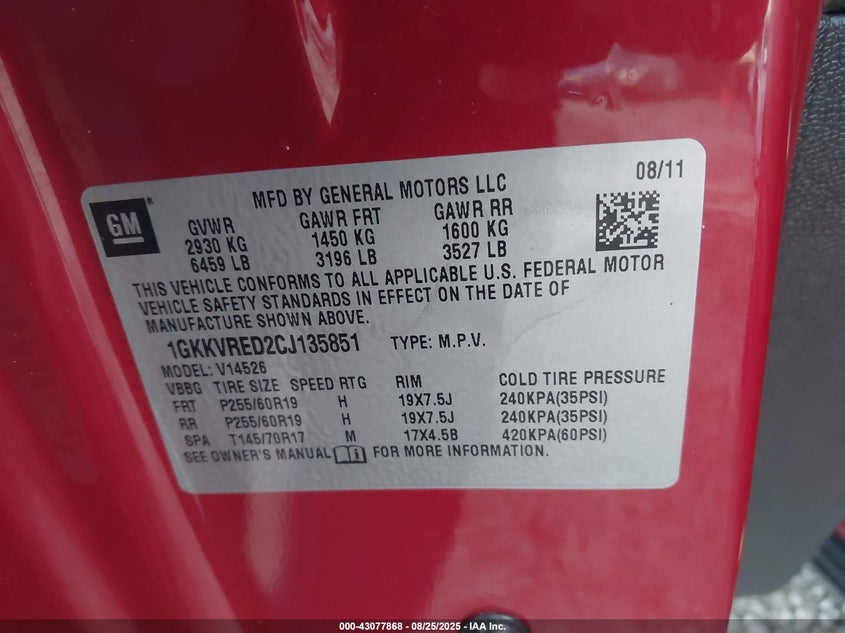 MFD BY GENERAL MOTORS LLC 08/11
GM®
GVWR GAWR FRT GAWR RR
2930 KG 1450 KG 1600 KG
6459 LB 3196 LB 3527 LB
THIS VEHICLE CONFORMS TO ALL APPLICABLE U.S. FEDERAL MOTOR
VEHICLE SAFETY STANDARDS IN EFFECT ON THE DATE OF
MANUFACTURE SHOWN ABOVE.
1GKKVRED2CJ135851 TYPE: M.P.V.
MODEL: V14526
VBBG TIRE SIZE SPEED RTG RIM COLD TIRE PRESSURE
FRT P255/60R19 H 19X7.5J 240KPA(35PSI)
RR P255/60R19 H 19X7.5J 240KPA(35PSI)
SPA T145/70R17 M 17X4.5B 420KPA(60PSI)
SEE OWNER'S MANUAL i FOR MORE INFORMATION.
000-43077868 - 08/25/2025 - IAA Inc.